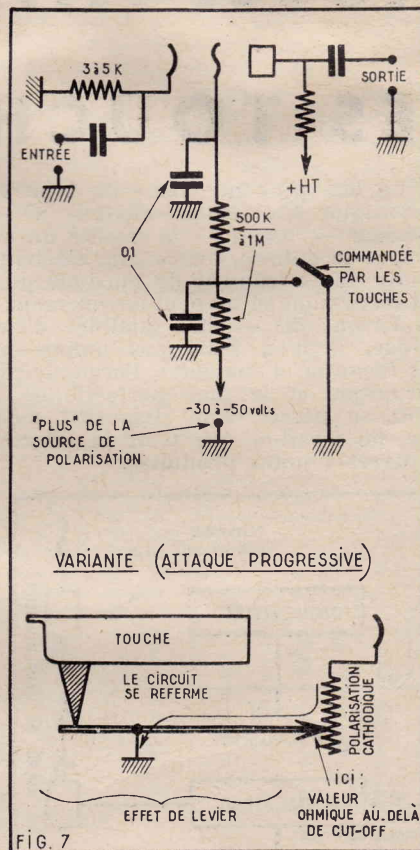 3 à 5 K
ENTRÉE
SORTIE
+HT
0,1
500K
à 1M
COMMANDÉE
PAR LES
TOUCHES
-30 à -50 volts
"PLUS" DE LA
SOURCE DE
POLARISATION
VARIANTE (ATTAQUE PROGRESSIVE)
TOUCHE
LE CIRCUIT
SE REFERME
POLARISATION
CATHODIQUE
ici:
VALEUR
OHMIQUE AU-DELÀ
DE CUT-OFF
EFFET DE LEVIER
FIG. 7